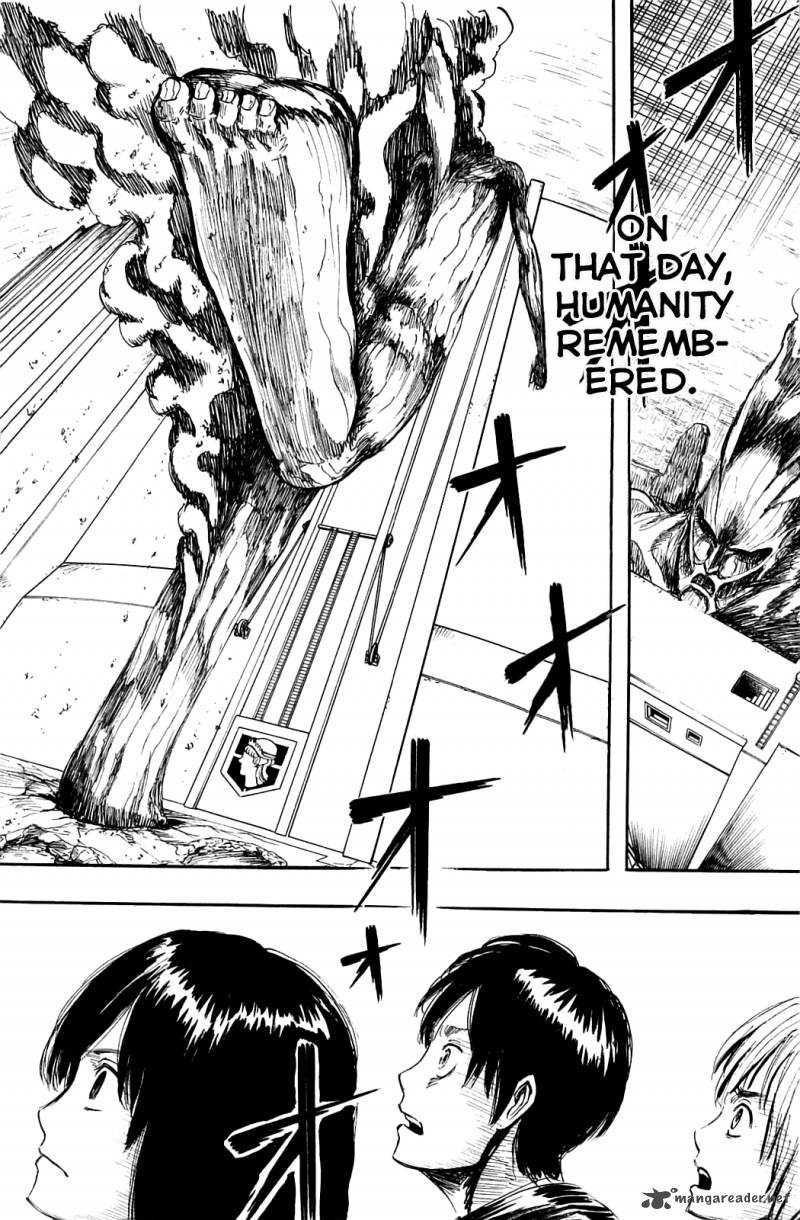 ON
THAT DAY,
HUMANITY
REMEMB-
ERED.
オ
オ
オ
オ
オ
オ
オ
オ
mangareader.net